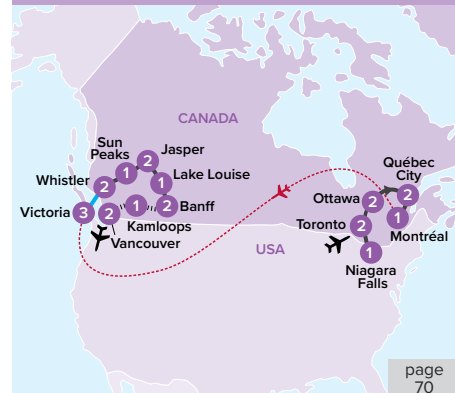 CANADA
Sun
Peaks
Jasper
2
1
Lake Louise
1
Whistler
2
Victoria
3
2
1
2
Banff
Kamloops
Vancouver
USA
Québec
City
2
Ottawa
2
Toronto
2
1
Montréal
1
Niagara
Falls
page
70